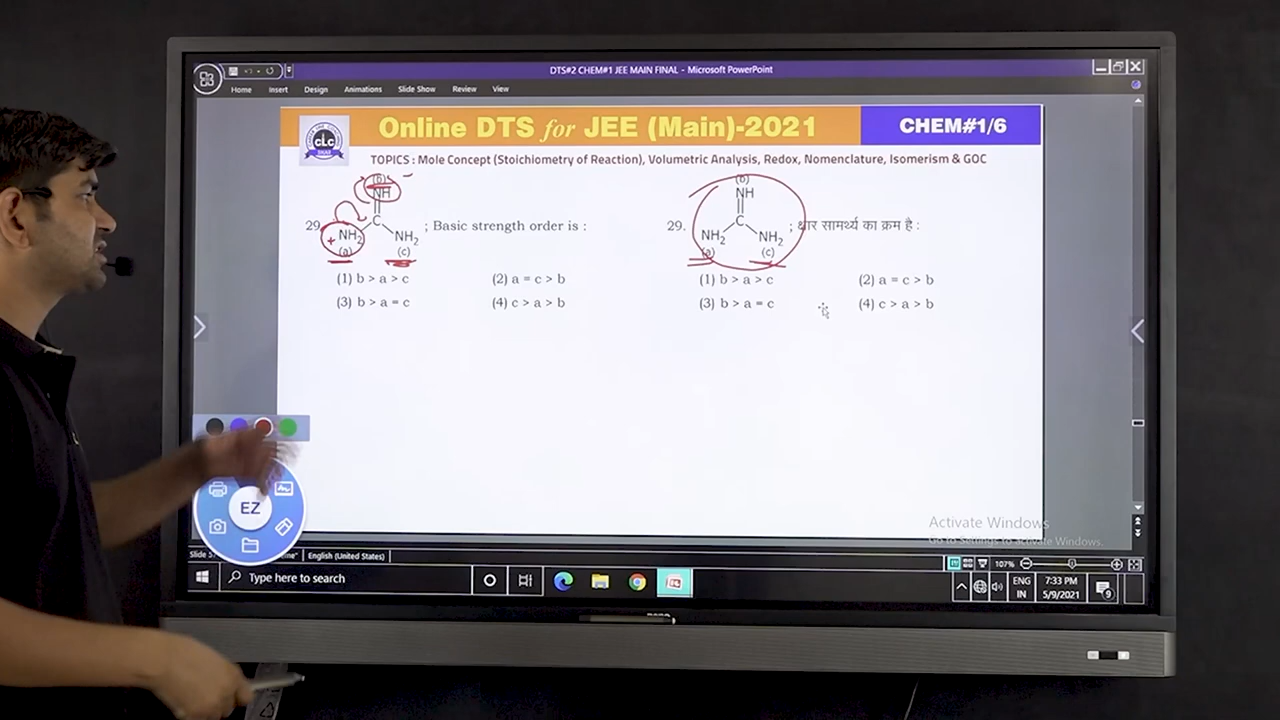 DTS#2 CHEM#1 JEE MAIN FINAL - Microsoft PowerPoint
Home Insert Design Animations Slide Show Review View
CLC
Online DTS for JEE (Main)-2021
CHEM#1/6
TOPICS : Mole Concept (Stoichiometry of Reaction), Volumetric Analysis, Redox, Nomenclature, Isomerism & GOC
(b)
NH
C
29.
+
NH2
NH2
; Basic strength order is :
(a)
(c)
(1) b > a > c
(2) a = c > b
(3) b > a = c
(4) c > a > b
(b)
NH
C
29.
NH2
NH2
; क्षार सामर्थ्य का क्रम है :
(a)
(c)
(1) b > a > c
(2) a = c > b
(3) b > a = c
(4) c > a > b
EZ
Activate Windows
Go to Settings to activate Windows.
English (United States)
107%
Type here to search
ENG
IN
7:33 PM
5/9/2021
9